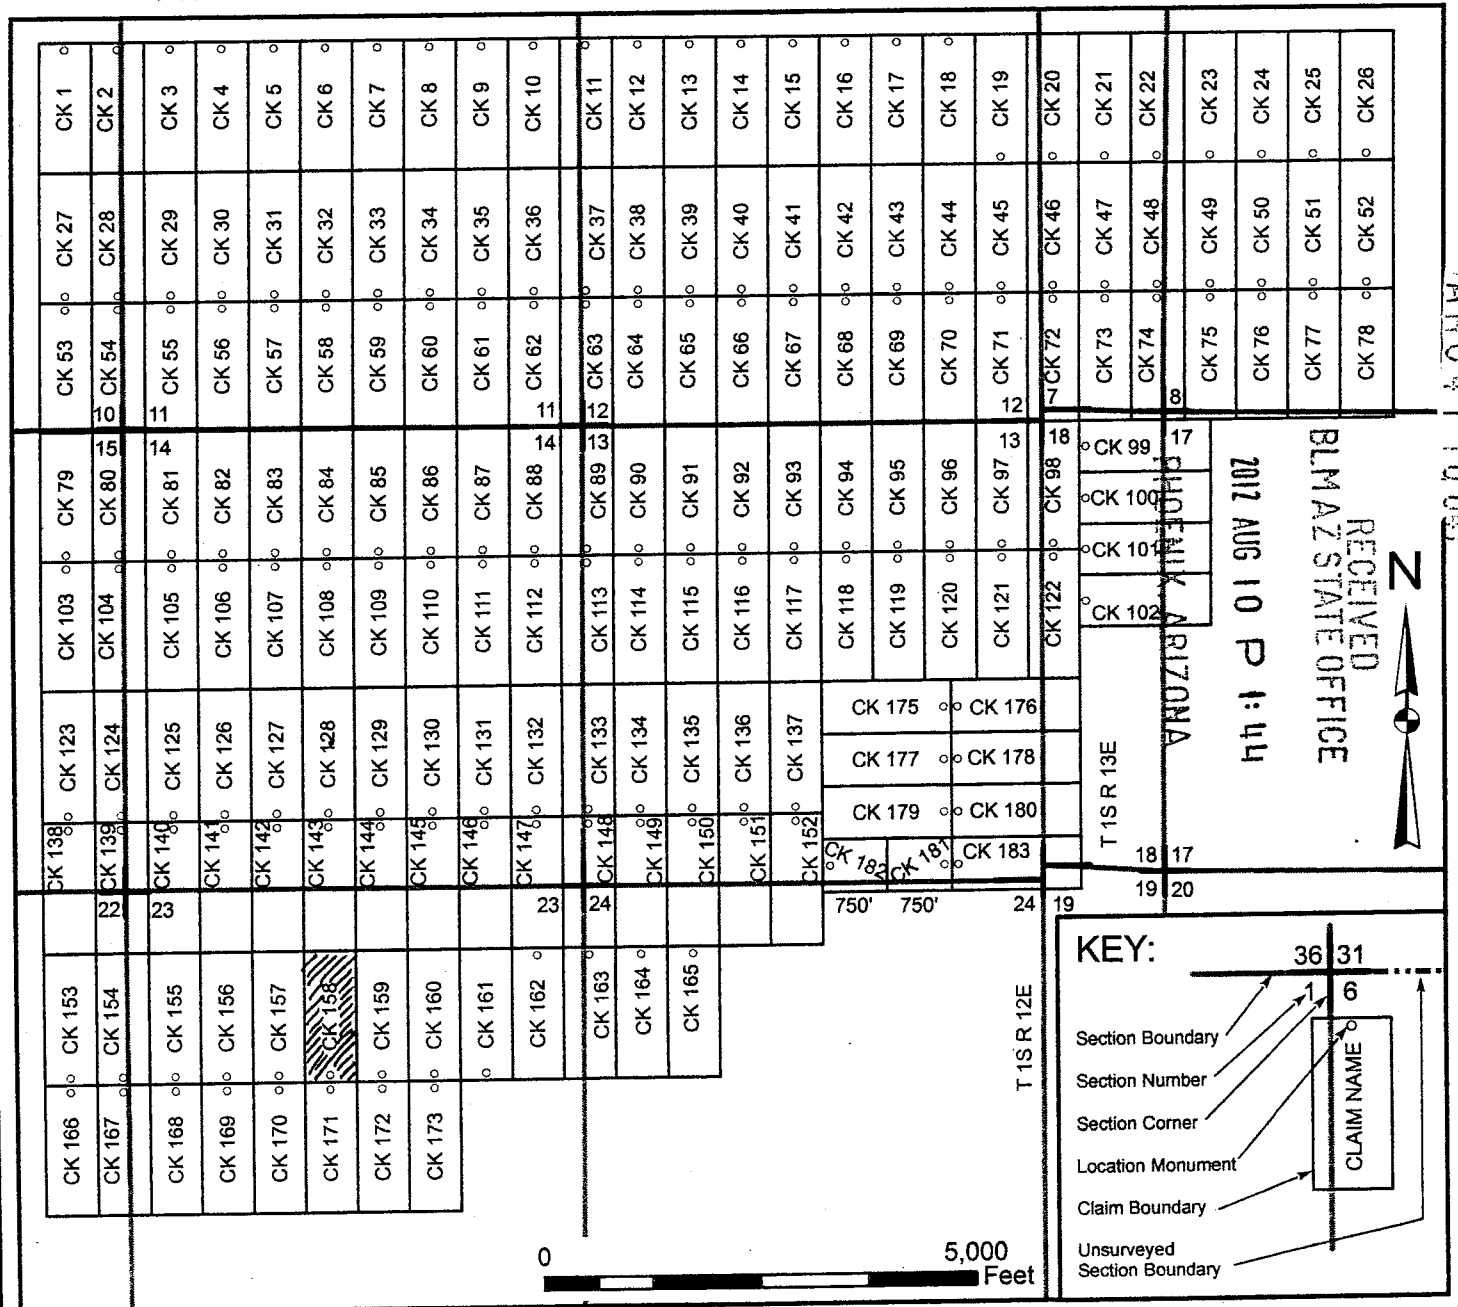 CK 1 CK 2 CK 3 CK 4 CK 5 CK 6 CK 7 CK 8 CK 9 CK 10 CK 11 CK 12 CK 13 CK 14 CK 15 CK 16 CK 17 CK 18 CK 19 CK 20 CK 21 CK 22 CK 23 CK 24 CK 25 CK 26
CK 27 CK 28 CK 29 CK 30 CK 31 CK 32 CK 33 CK 34 CK 35 CK 36 CK 37 CK 38 CK 39 CK 40 CK 41 CK 42 CK 43 CK 44 CK 45 CK 46 CK 47 CK 48 CK 49 CK 50 CK 51 CK 52
CK 53 CK 54 CK 55 CK 56 CK 57 CK 58 CK 59 CK 60 CK 61 CK 62 CK 63 CK 64 CK 65 CK 66 CK 67 CK 68 CK 69 CK 70 CK 71 CK 72 CK 73 CK 74 CK 75 CK 76 CK 77 CK 78
10 11 11 12 12 7 8
15 14 14 13 13 18 17
CK 79 CK 80 CK 81 CK 82 CK 83 CK 84 CK 85 CK 86 CK 87 CK 88 CK 89 CK 90 CK 91 CK 92 CK 93 CK 94 CK 95 CK 96 CK 97 CK 98
CK 99
CK 100
CK 101
CK 102
CK 103 CK 104 CK 105 CK 106 CK 107 CK 108 CK 109 CK 110 CK 111 CK 112 CK 113 CK 114 CK 115 CK 116 CK 117 CK 118 CK 119 CK 120 CK 121 CK 122
CK 123 CK 124 CK 125 CK 126 CK 127 CK 128 CK 129 CK 130 CK 131 CK 132 CK 133 CK 134 CK 135 CK 136 CK 137
CK 175 CK 176
CK 177 CK 178
CK 179 CK 180
CK 138 CK 139 CK 140 CK 141 CK 142 CK 143 CK 144 CK 145 CK 146 CK 147 CK 148 CK 149 CK 150 CK 151 CK 152 CK 182 CK 181 CK 183
18 17
19 20
22 23 23 24 750' 750' 24 19
CK 153 CK 154 CK 155 CK 156 CK 157 CK 158 CK 159 CK 160 CK 161 CK 162 CK 163 CK 164 CK 165
CK 166 CK 167 CK 168 CK 169 CK 170 CK 171 CK 172 CK 173
T 1S R 13E
T 1S R 12E
RECEIVED
BLM AZ STATE OFFICE
2012 AUG 10 P 1:44
PHOENIX ARIZONA
N
0 5,000
Feet
KEY:
36 31
1 6
Section Boundary
Section Number
Section Corner
Location Monument
Claim Boundary
Unsurveyed
Section Boundary
CLAIM NAME